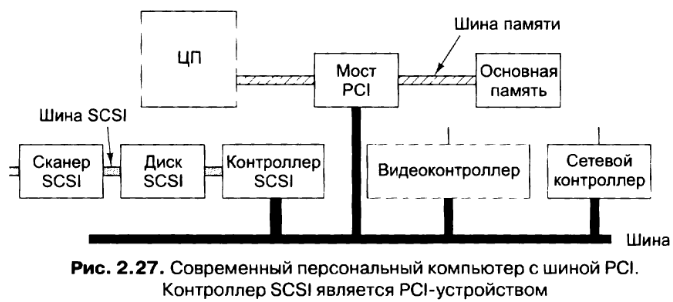 Шина памяти
ЦП
Мост
PCI
Основная
память
Шина SCSI
Сканер
SCSI
Диск
SCSI
Контроллер
SCSI
Видеоконтроллер
Сетевой
контроллер
Шина
Рис. 2.27. Современный персональный компьютер с шиной PCI.
Контроллер SCSI является PCI-устройством